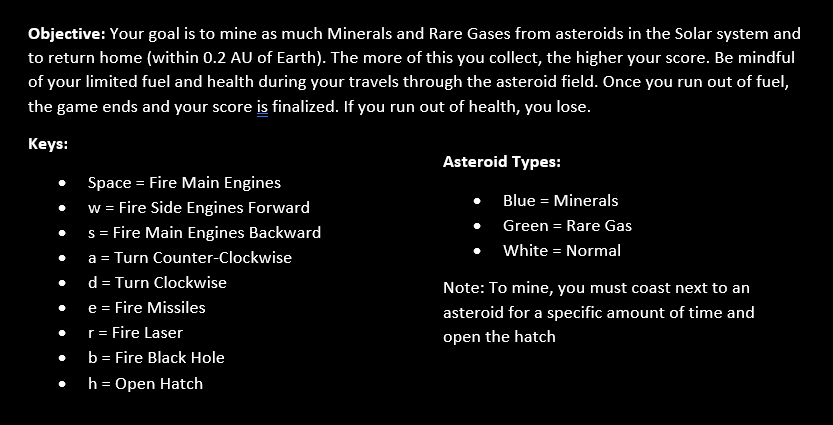 Objective: Your goal is to mine as much Minerals and Rare Gases from asteroids in the Solar system and
to return home (within 0.2 AU of Earth). The more of this you collect, the higher your score. Be mindful
of your limited fuel and health during your travels through the asteroid field. Once you run out of fuel,
the game ends and your score is finalized. If you run out of health, you lose.
Keys:
• Space = Fire Main Engines
• w = Fire Side Engines Forward
• s = Fire Main Engines Backward
• a = Turn Counter-Clockwise
• d = Turn Clockwise
• e = Fire Missiles
• r = Fire Laser
• b = Fire Black Hole
• h = Open Hatch
Asteroid Types:
• Blue = Minerals
• Green = Rare Gas
• White = Normal
Note: To mine, you must coast next to an
asteroid for a specific amount of time and
open the hatch